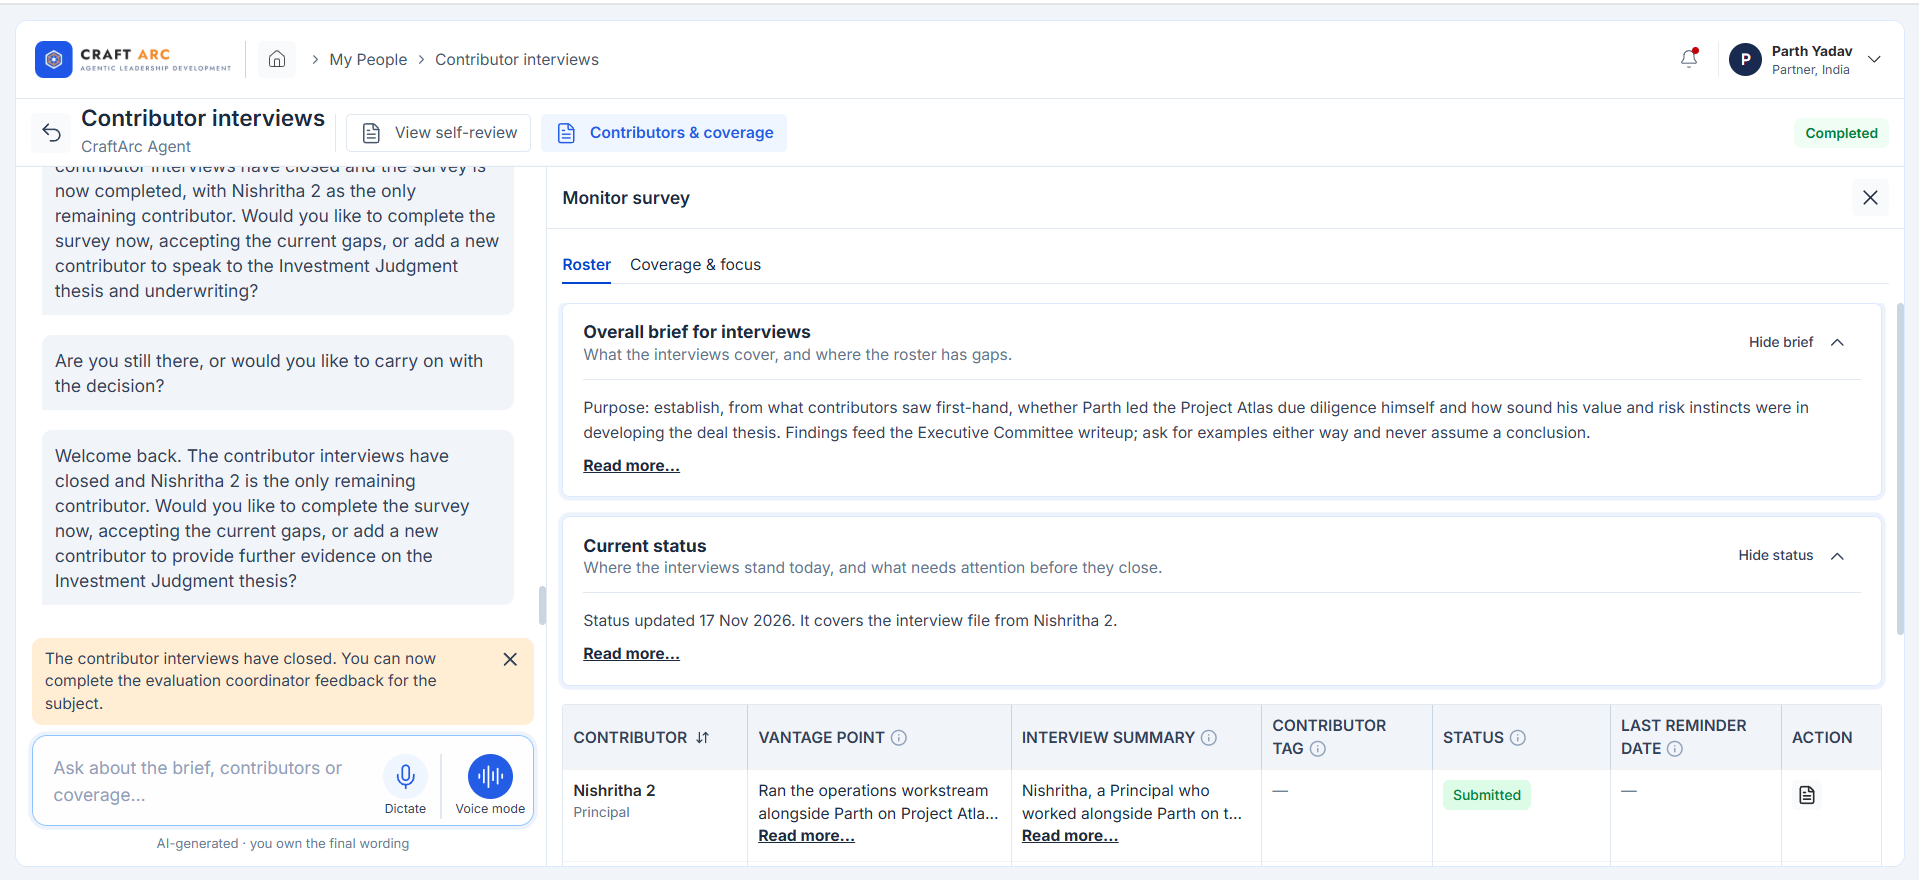 CRAFT ARC
AGENTIC LEADERSHIP DEVELOPMENT
My People
Contributor interviews
P
Parth Yadav
Partner, India
Contributor interviews
CraftArc Agent
View self-review
Contributors & coverage
Completed
contributor interviews have closed and the survey is
now completed, with Nishritha 2 as the only
remaining contributor. Would you like to complete the
survey now, accepting the current gaps, or add a new
contributor to speak to the Investment Judgment
thesis and underwriting?
Are you still there, or would you like to carry on with
the decision?
Welcome back. The contributor interviews have
closed and Nishritha 2 is the only remaining
contributor. Would you like to complete the survey
now, accepting the current gaps, or add a new
contributor to provide further evidence on the
Investment Judgment thesis?
The contributor interviews have closed. You can now
complete the evaluation coordinator feedback for the
subject.
Ask about the brief, contributors or
coverage...
Dictate
Voice mode
AI-generated · you own the final wording
Monitor survey
Roster
Coverage & focus
Overall brief for interviews
What the interviews cover, and where the roster has gaps.
Hide brief
Purpose: establish, from what contributors saw first-hand, whether Parth led the Project Atlas due diligence himself and how sound his value and risk instincts were in
developing the deal thesis. Findings feed the Executive Committee writeup; ask for examples either way and never assume a conclusion.
Read more...
Current status
Where the interviews stand today, and what needs attention before they close.
Hide status
Status updated 17 Nov 2026. It covers the interview file from Nishritha 2.
Read more...
CONTRIBUTOR
VANTAGE POINT
INTERVIEW SUMMARY
CONTRIBUTOR
TAG
STATUS
LAST REMINDER
DATE
ACTION
Nishritha 2
Principal
Ran the operations workstream
alongside Parth on Project Atla...
Read more...
Nishritha, a Principal who
worked alongside Parth on t...
Read more...
—
Submitted
—